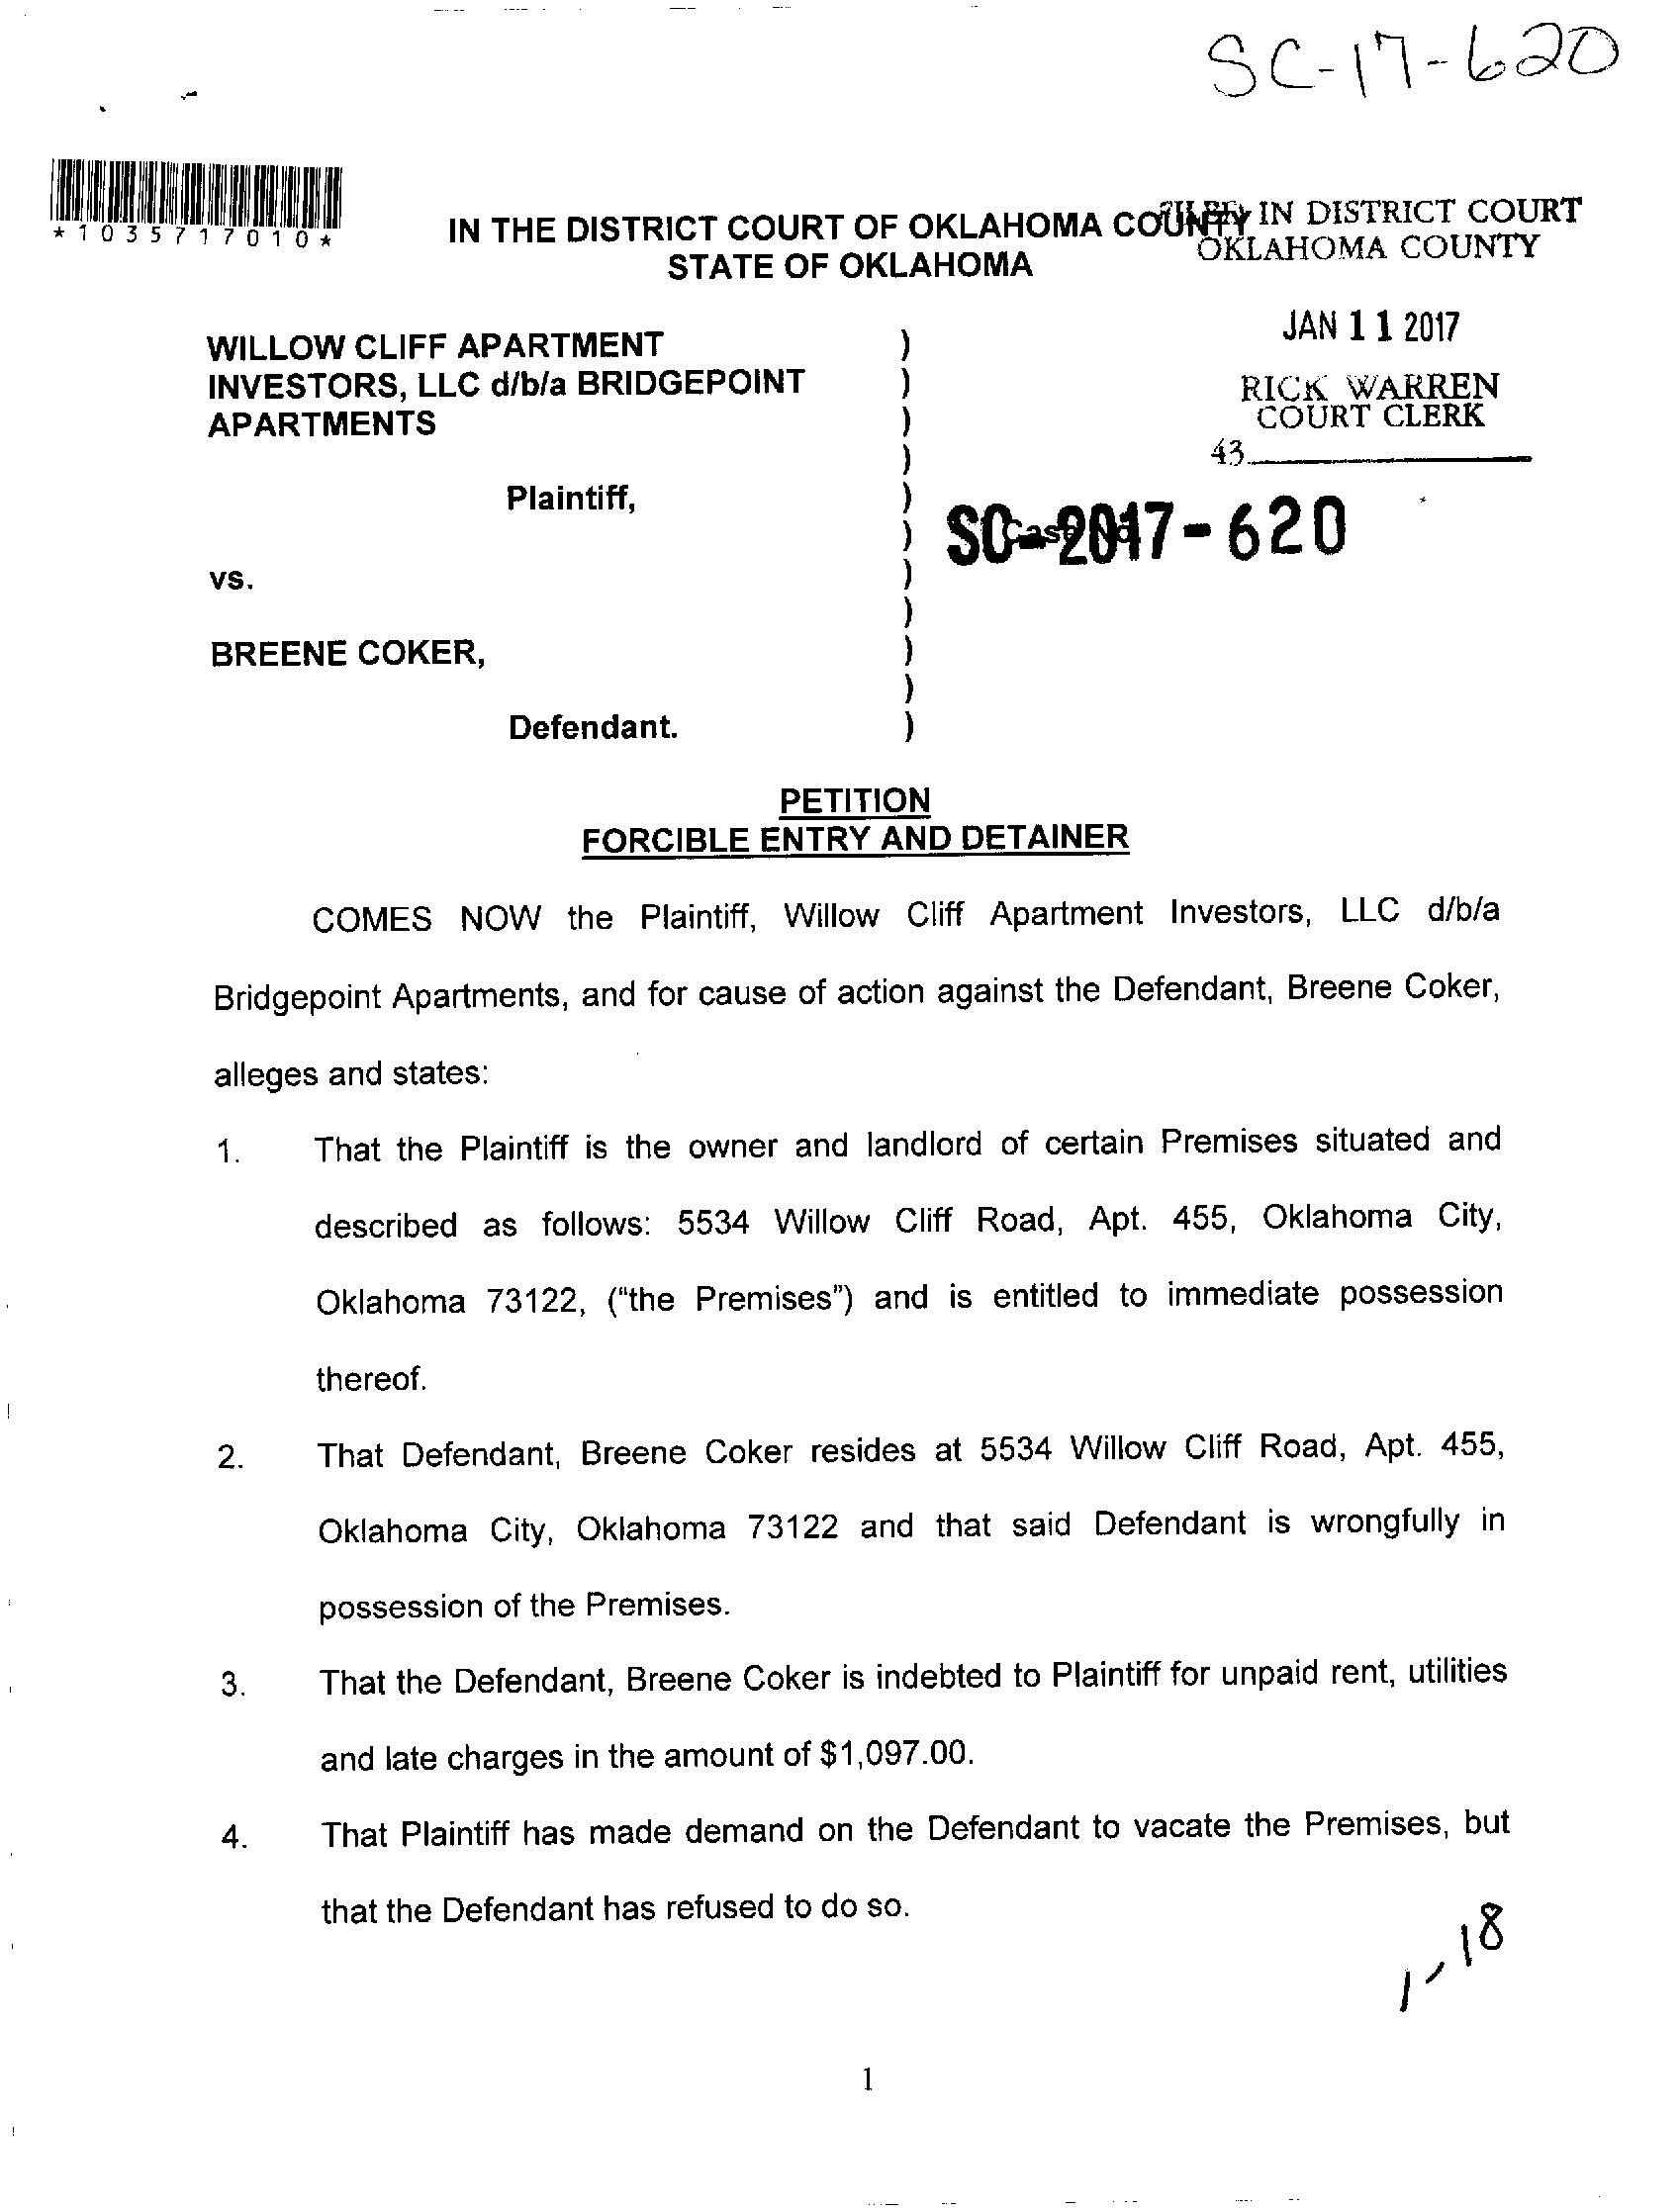 SC-17-620
*1035717010*
IN THE DISTRICT COURT OF OKLAHOMA COUNTY
STATE OF OKLAHOMA
FILED IN DISTRICT COURT
OKLAHOMA COUNTY
JAN 11 2017
RICK WARREN
COURT CLERK
43
WILLOW CLIFF APARTMENT )
INVESTORS, LLC d/b/a BRIDGEPOINT )
APARTMENTS )
)
Plaintiff, )
) Case No. SC-2017-620
vs. )
)
BREENE COKER, )
)
Defendant. )
PETITION
FORCIBLE ENTRY AND DETAINER
COMES NOW the Plaintiff, Willow Cliff Apartment Investors, LLC d/b/a
Bridgepoint Apartments, and for cause of action against the Defendant, Breene Coker,
alleges and states:
1. That the Plaintiff is the owner and landlord of certain Premises situated and
described as follows: 5534 Willow Cliff Road, Apt. 455, Oklahoma City,
Oklahoma 73122, ("the Premises") and is entitled to immediate possession
thereof.
2. That Defendant, Breene Coker resides at 5534 Willow Cliff Road, Apt. 455,
Oklahoma City, Oklahoma 73122 and that said Defendant is wrongfully in
possession of the Premises.
3. That the Defendant, Breene Coker is indebted to Plaintiff for unpaid rent, utilities
and late charges in the amount of $1,097.00.
4. That Plaintiff has made demand on the Defendant to vacate the Premises, but
that the Defendant has refused to do so.
1-18
1